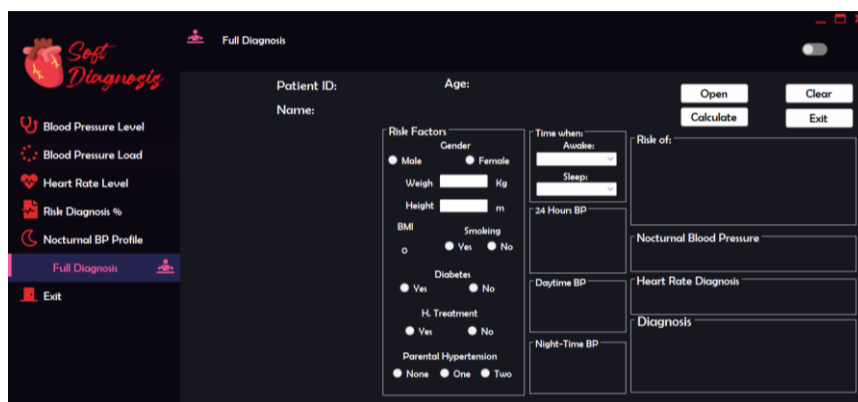 Soft
Diagnosis
Full Diagnosis
Blood Pressure Level
Blood Pressure Load
Heart Rate Level
Risk Diagnosis %
Nocturnal BP Profile
Full Diagnosis
Exit
Patient ID:
Age:
Name:
Open
Clear
Calculate
Exit
Risk Factors
Gender
Male Female
Weigh Kg
Height m
BMI
0
Smoking
Yes No
Diabetes
Yes No
H. Treatment
Yes No
Parental Hypertension
None One Two
Time when:
Awake:
Sleep:
24 Hours BP
Daytime BP
Night-Time BP
Risk of:
Nocturnal Blood Pressure
Heart Rate Diagnosis
Diagnosis